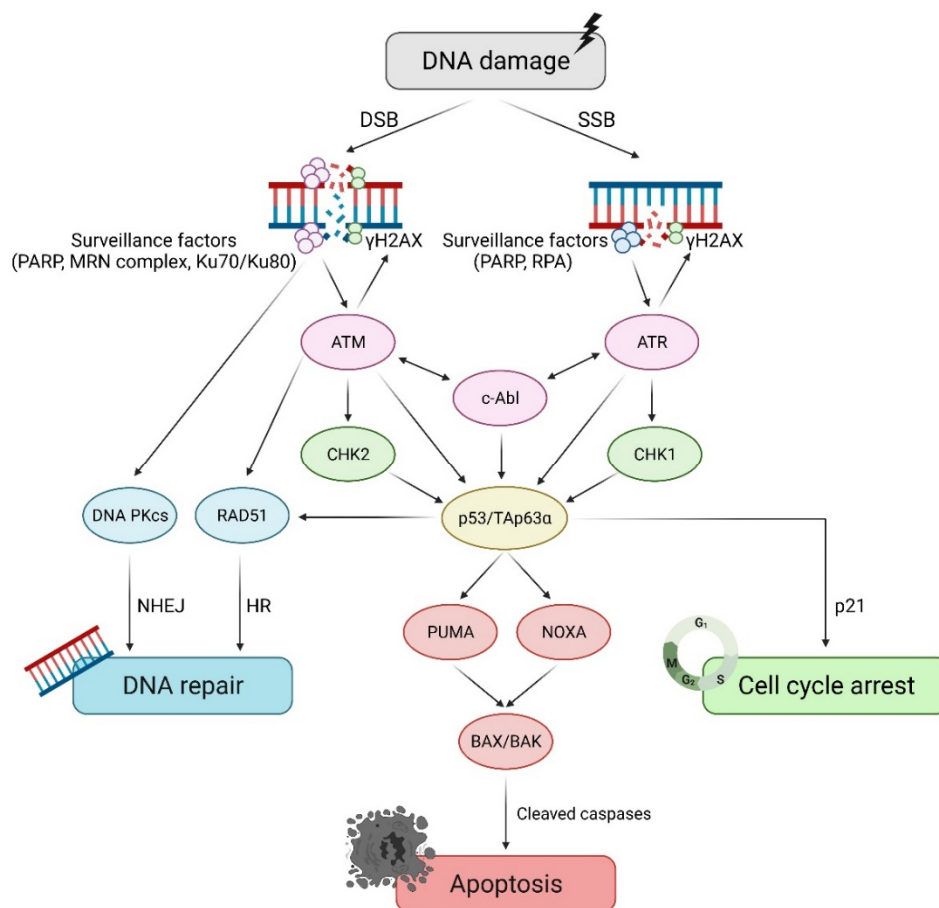 DNA damage
DSB
SSB
Surveillance factors
(PARP, MRN complex, Ku70/Ku80)
γH2AX
Surveillance factors
(PARP, RPA)
γH2AX
ATM
ATR
c-Abl
CHK2
CHK1
DNA PKcs
RAD51
p53/TAp63α
NHEJ
HR
p21
PUMA
NOXA
G₁
M
G₂
S
DNA repair
Cell cycle arrest
BAX/BAK
Cleaved caspases
Apoptosis